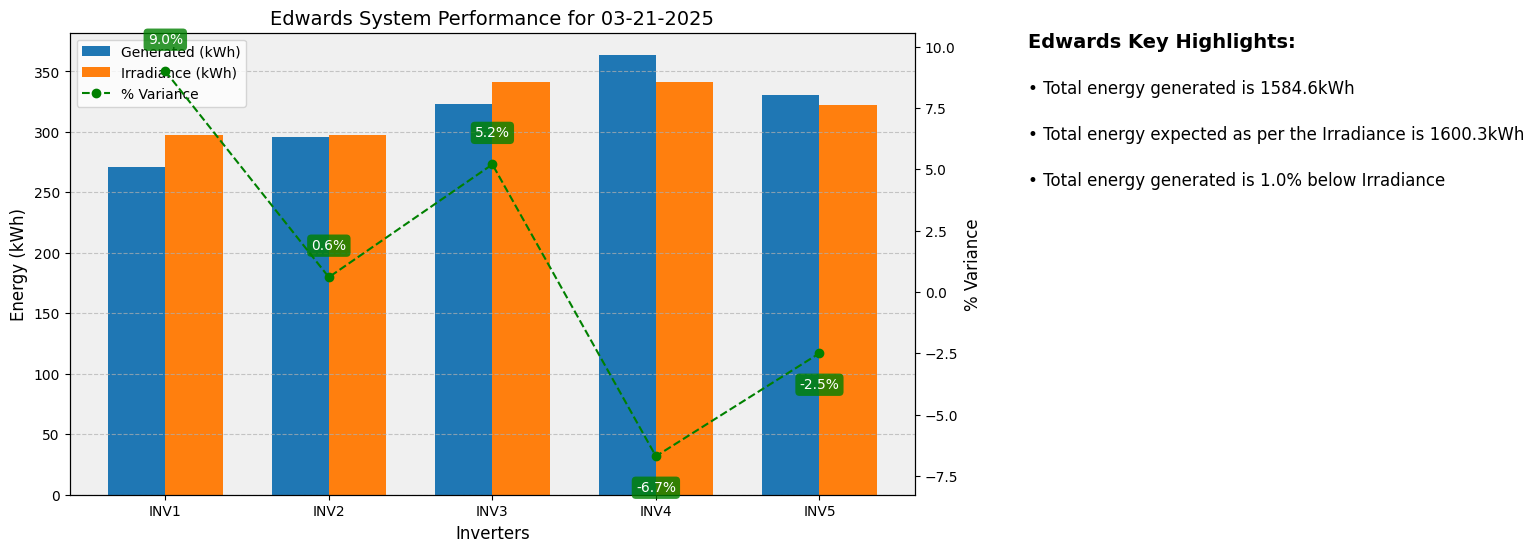 Edwards System Performance for 03-21-2025
Generated (kWh)
Irradiance (kWh)
% Variance
9.0%
0.6%
5.2%
-6.7%
-2.5%
Energy (kWh)
350
300
250
200
150
100
50
0
INV1
INV2
INV3
INV4
INV5
Inverters
10.0
7.5
5.0
2.5
0.0
−2.5
−5.0
−7.5
% Variance
Edwards Key Highlights:
• Total energy generated is 1584.6kWh
• Total energy expected as per the Irradiance is 1600.3kWh
• Total energy generated is 1.0% below Irradiance